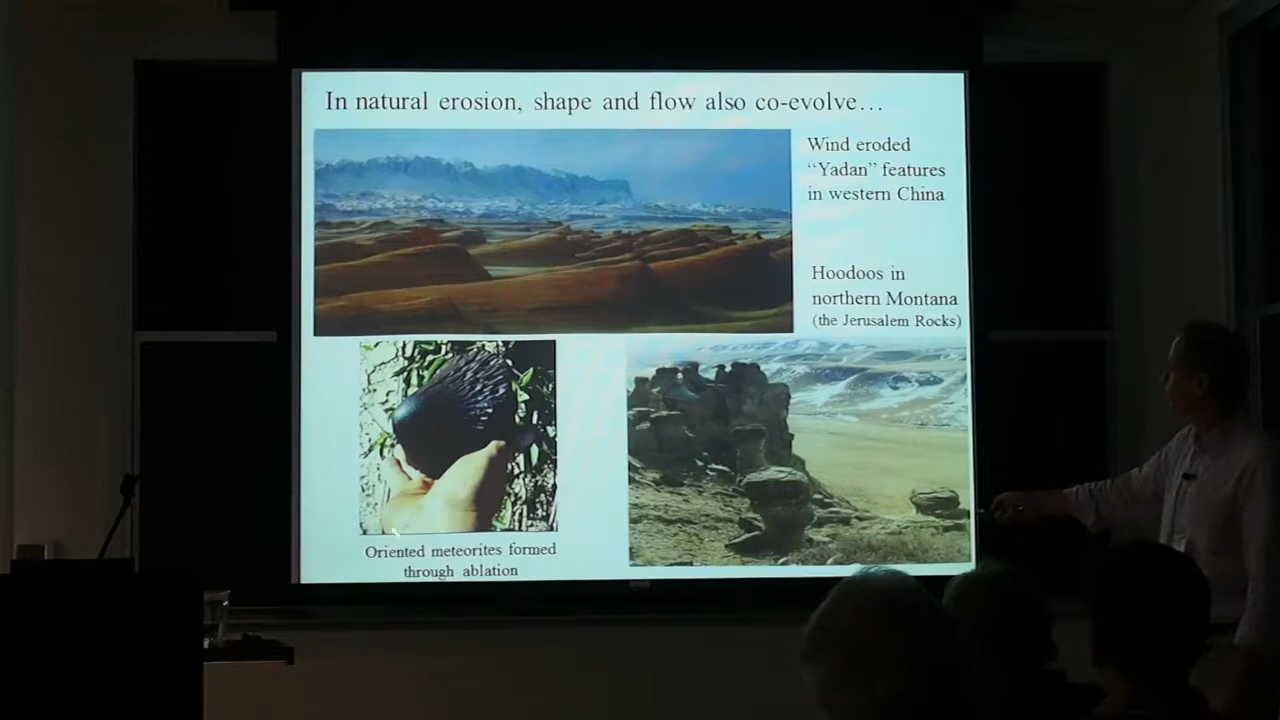 In natural erosion, shape and flow also co-evolve…
Wind eroded
“Yadan” features
in western China
Hoodoos in
northern Montana
(the Jerusalem Rocks)
Oriented meteorites formed
through ablation